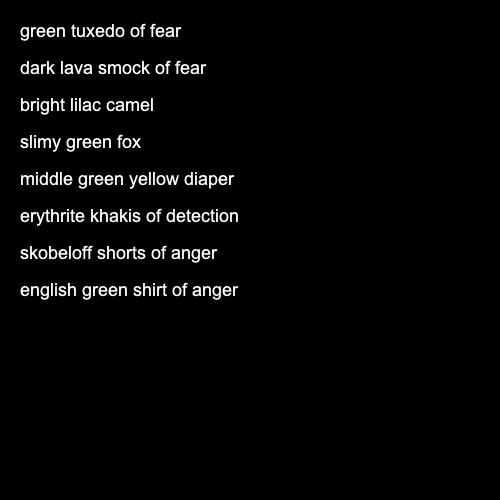 green tuxedo of fear
dark lava smock of fear
bright lilac camel
slimy green fox
middle green yellow diaper
erythrite khakis of detection
skobeloff shorts of anger
english green shirt of anger